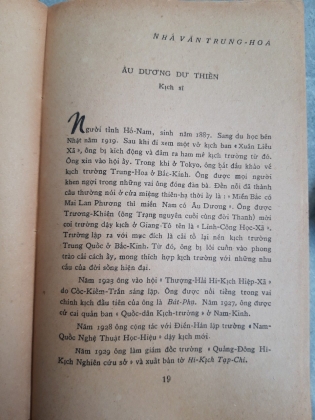 NHÀ VĂN TRUNG-HOA
ÂU DƯƠNG DƯ THIÊN
Kịch sĩ
Người tỉnh Hồ-Nam, sinh năm 1887. Sang du học bên
Nhật năm 1919. Sau khi đi xem một vở kịch ban « Xuân Liễu
Xã », ông bị kích động và đâm ra ham mê kịch trường từ đó.
Ông xin vào hội ấy. Trong khi ở Tokyo, ông bắt đầu khảo về
kịch trường Trung-Hoa ở Bắc-Kinh. Ông được mọi người
khen ngợi trong những vai ông đóng đàn bà. Đến nỗi đã thành
câu thường nói ở cửa miệng thiên-hạ thời ấy là : « Miền Bắc có
Mai Lan Phương thì miền Nam có Âu Dương ». Ông được
Trương-Khiên (ông Trạng nguyên cuối cùng đời Thanh) mời
coi trường dạy kịch ở Giang-Tô tên là « Linh-Công Học-Xã ».
Trường lập ra với mục đích là cải tổ lại nền kịch trường
Trung Quốc ở Bắc-Kinh. Từ đó, ông bị lôi cuốn vào phong
trào cải cách ấy, mong thích hợp kịch trường với những nhu
cầu của đời sống hiện đại.
Năm 1923 ông vào hội « Thượng-Hải Hí-Kịch Hiệp-Xã »
do Cốc-Kiếm-Trần sáng lập. Ông được nổi tiếng trong vai
chính kịch đầu tiên của ông là Bát-Phụ. Năm 1927, ông được
cử cai quản ban « Quốc-dân Kịch-trường » ở Nam-Kinh.
Năm 1928 ông cộng tác với Điền-Hán lập trường « Nam-
Quốc Nghệ Thuật Học-Hiệu » dạy kịch mới.
Năm 1929 ông làm giám đốc trường « Quảng-Đông Hí-
Kịch Nghiên cứu sở » và xuất bản tờ Hí-Kịch Tạp-Chí.
19